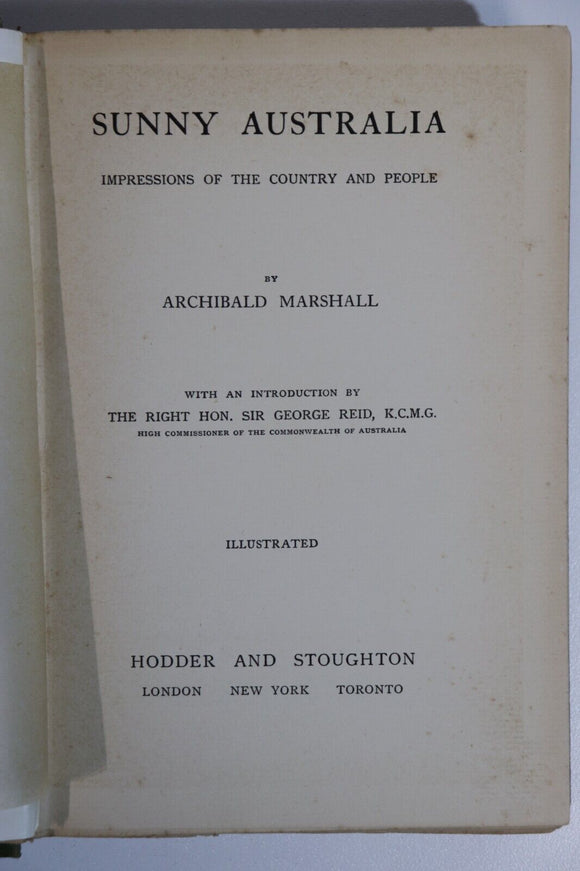 SUNNY AUSTRALIA
IMPRESSIONS OF THE COUNTRY AND PEOPLE
BY
ARCHIBALD MARSHALL
WITH AN INTRODUCTION BY
THE RIGHT HON. SIR GEORGE REID, K.C.M.G.
HIGH COMMISSIONER OF THE COMMONWEALTH OF AUSTRALIA
ILLUSTRATED
HODDER AND STOUGHTON
LONDON NEW YORK TORONTO